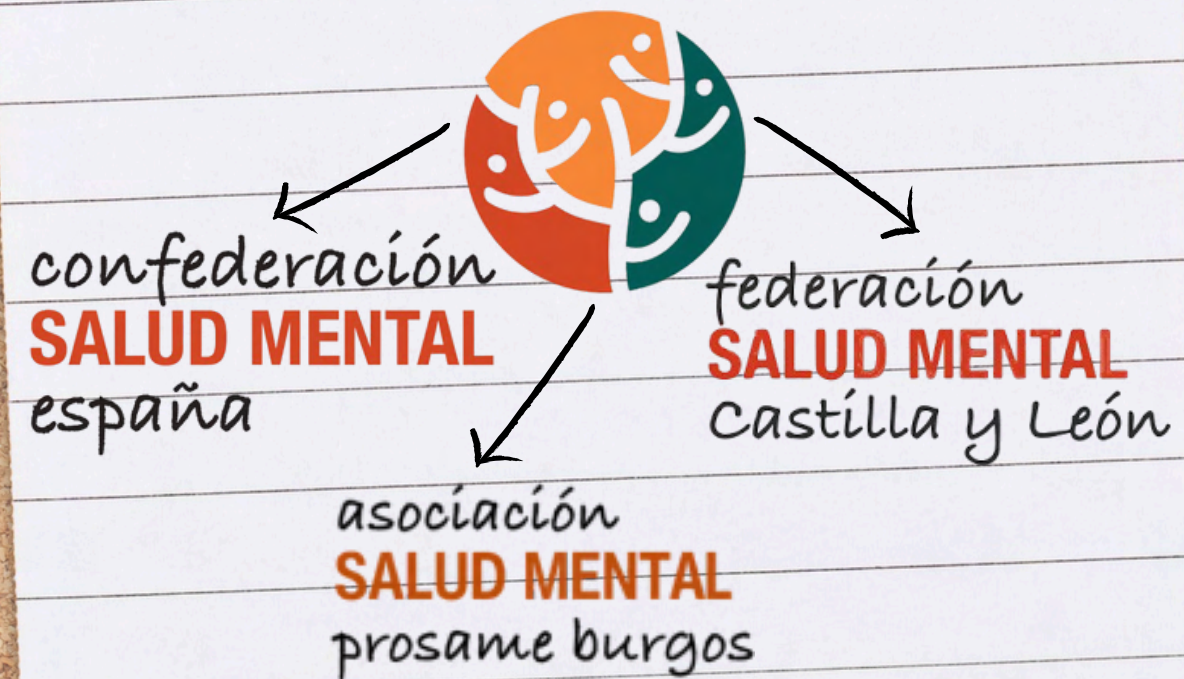 confederación
SALUD MENTAL
españa
federación
SALUD MENTAL
Castilla y León
asociación
SALUD MENTAL
prosame burgos